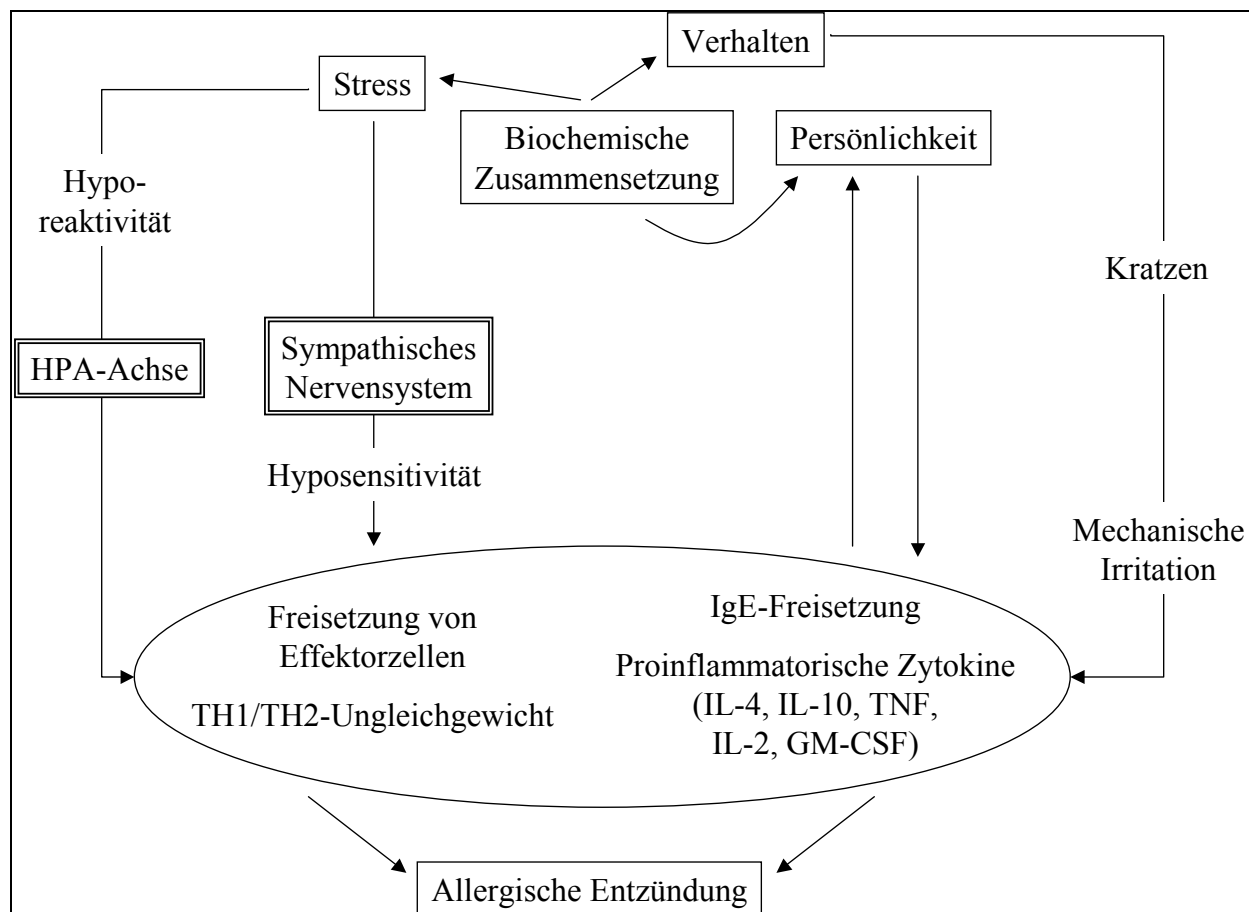 Verhalten
Stress
Biochemische
Zusammensetzung
Persönlichkeit
Hypo-
reaktivität
Kratzen
HPA-Achse
Sympathisches
Nervensystem
Hyposensitivität
Mechanische
Irritation
Freisetzung von
Effektorzellen
TH1/TH2-Ungleichgewicht
IgE-Freisetzung
Proinflammatorische Zytokine
(IL-4, IL-10, TNF,
IL-2, GM-CSF)
Allergische Entzündung